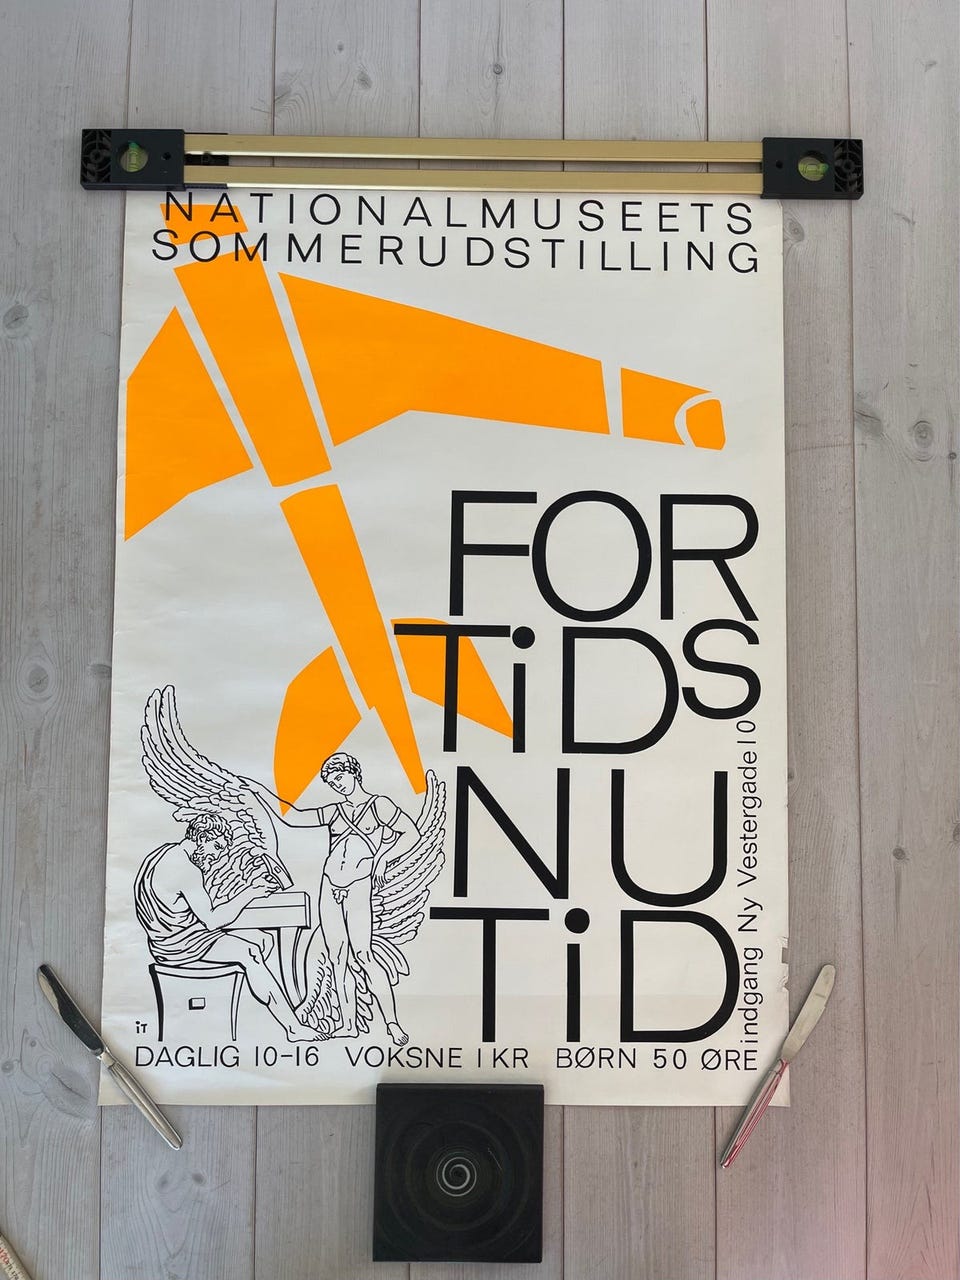 NATIONALMUSEETS
SOMMERUDSTILLING
FOR
TiDS
NU
TiD
indgang Ny Vestergade 10
iT
DAGLIG 10-16 VOKSNE 1 KR BØRN 50 ØRE